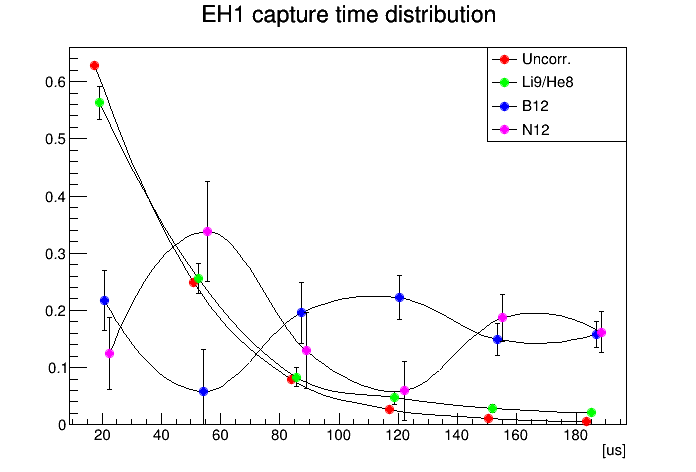 EH1 capture time distribution
Uncorr.
Li9/He8
B12
N12
0.6
0.5
0.4
0.3
0.2
0.1
0
20 40 60 80 100 120 140 160 180
[us]